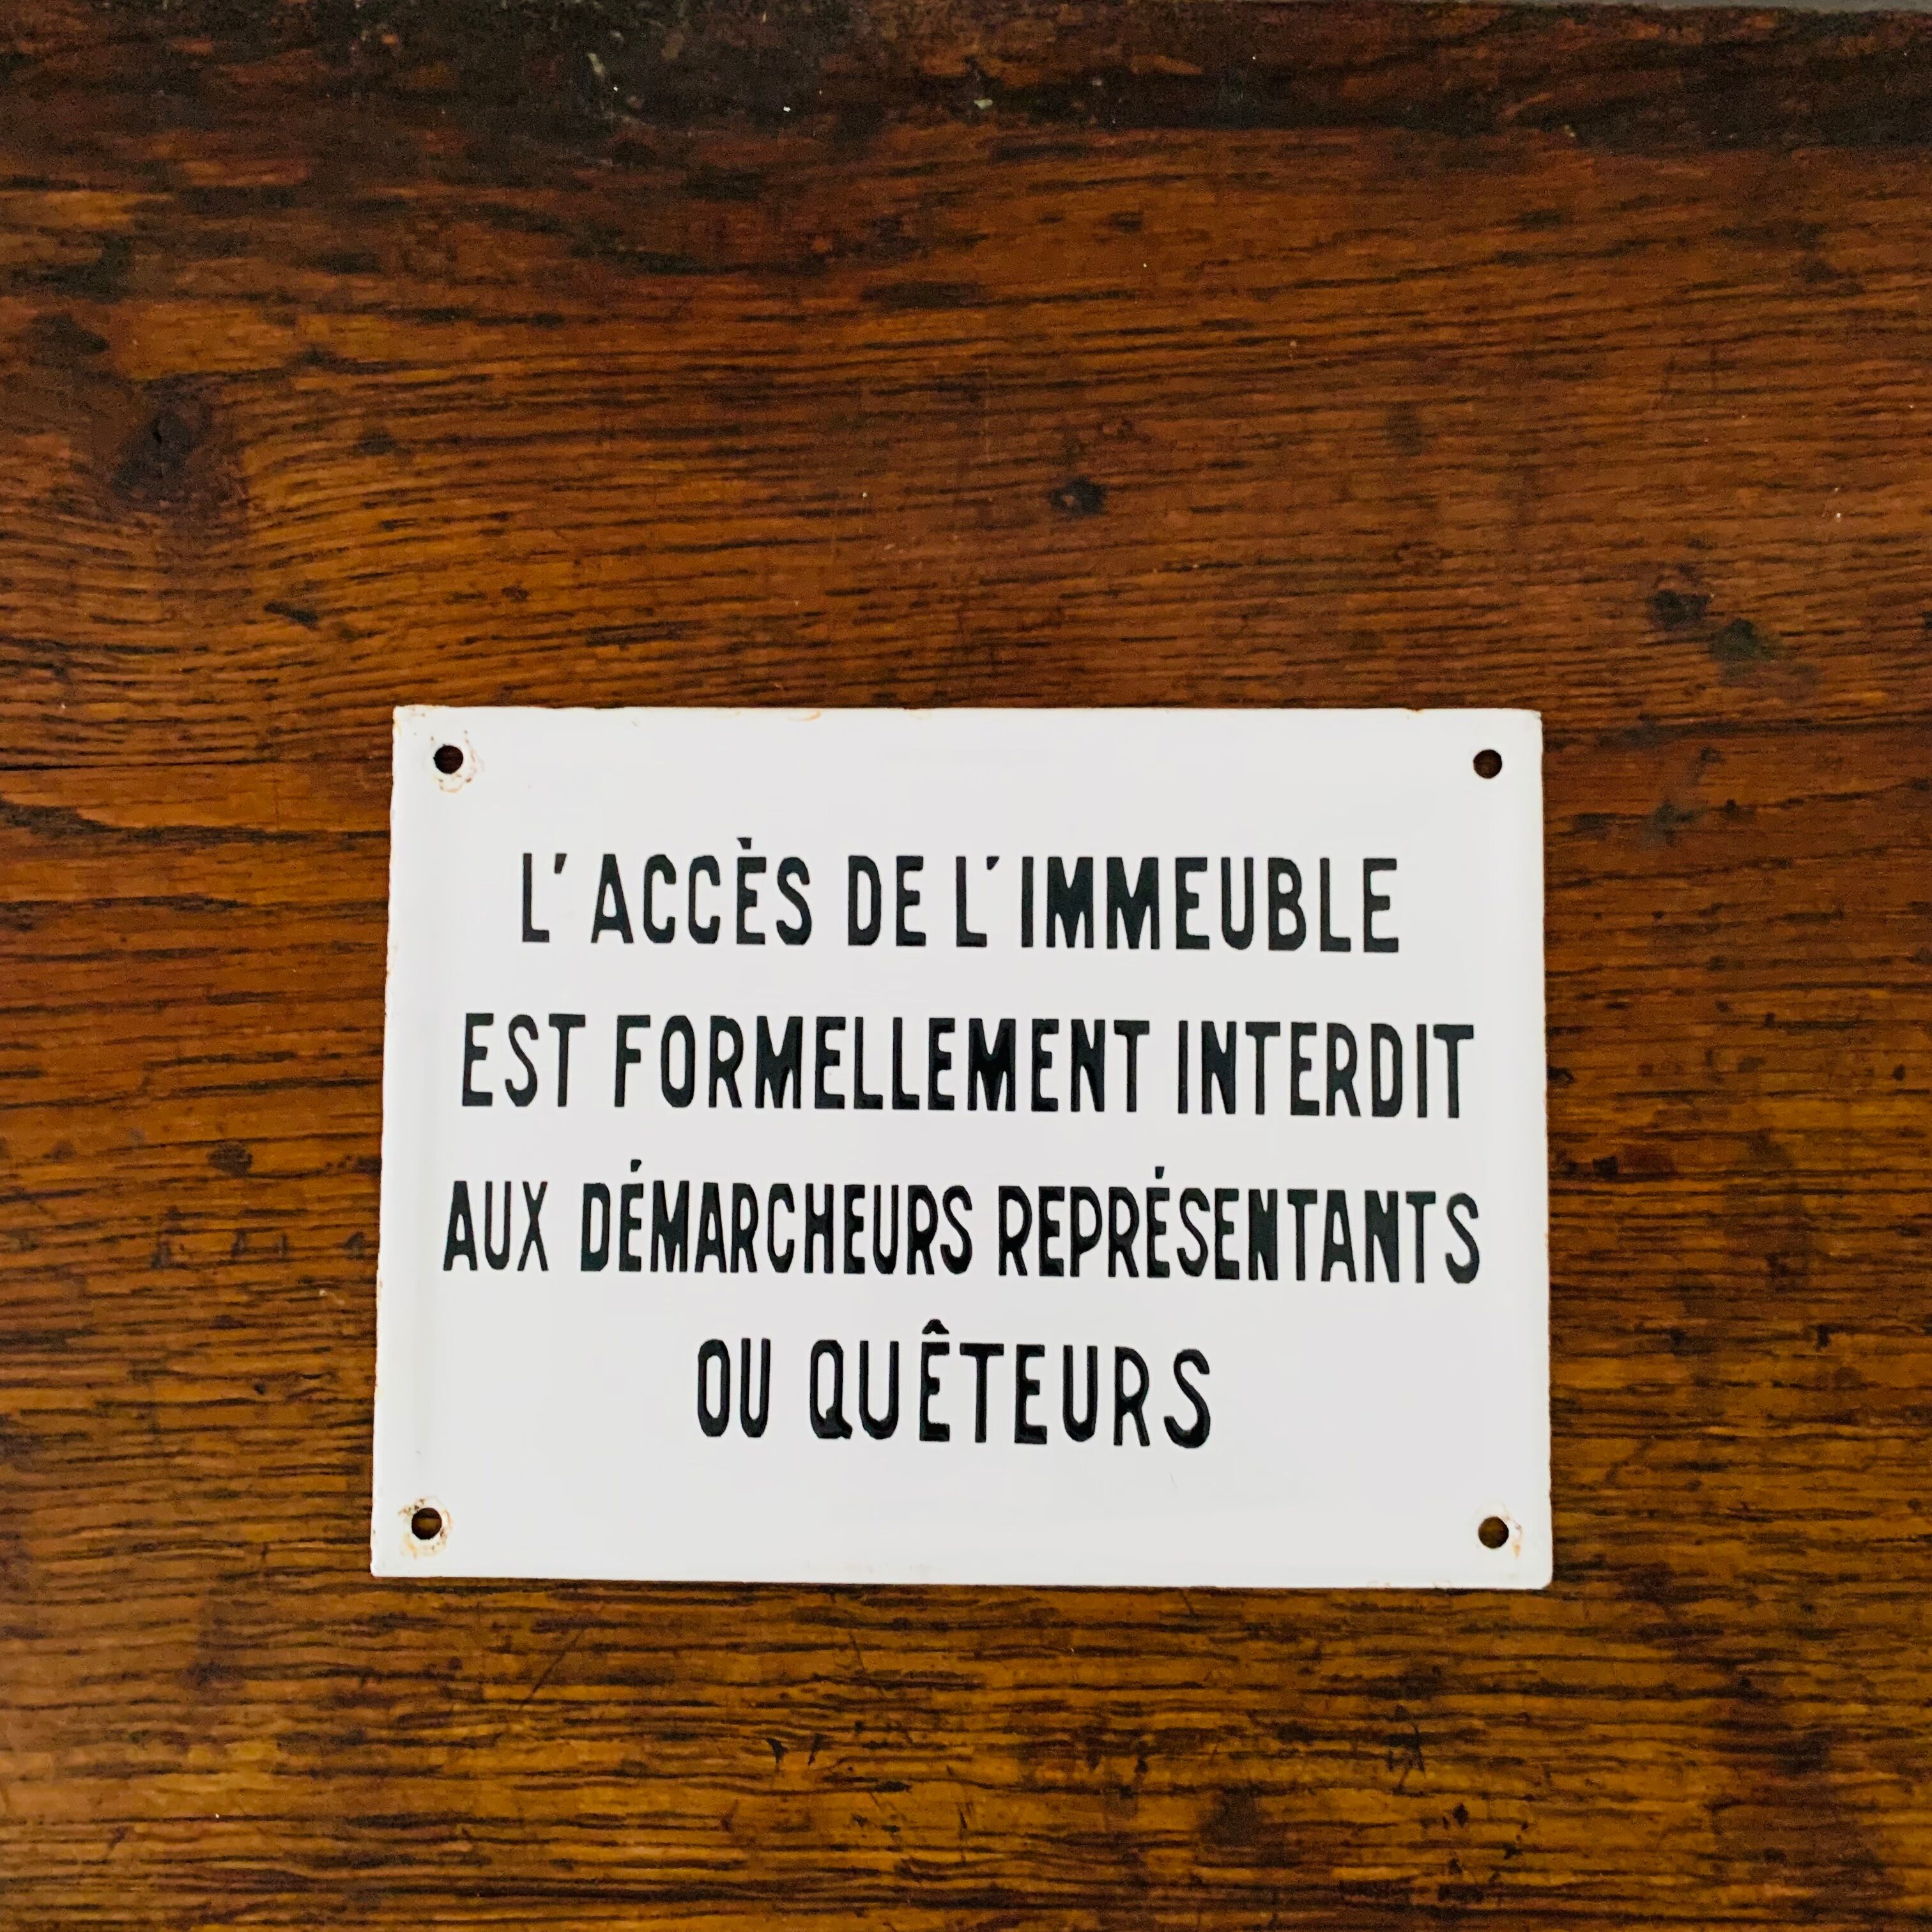 L'ACCÈS DE L'IMMEUBLE
EST FORMELLEMENT INTERDIT
AUX DÉMARCHEURS REPRÉSENTANTS
OU QUÊTEURS